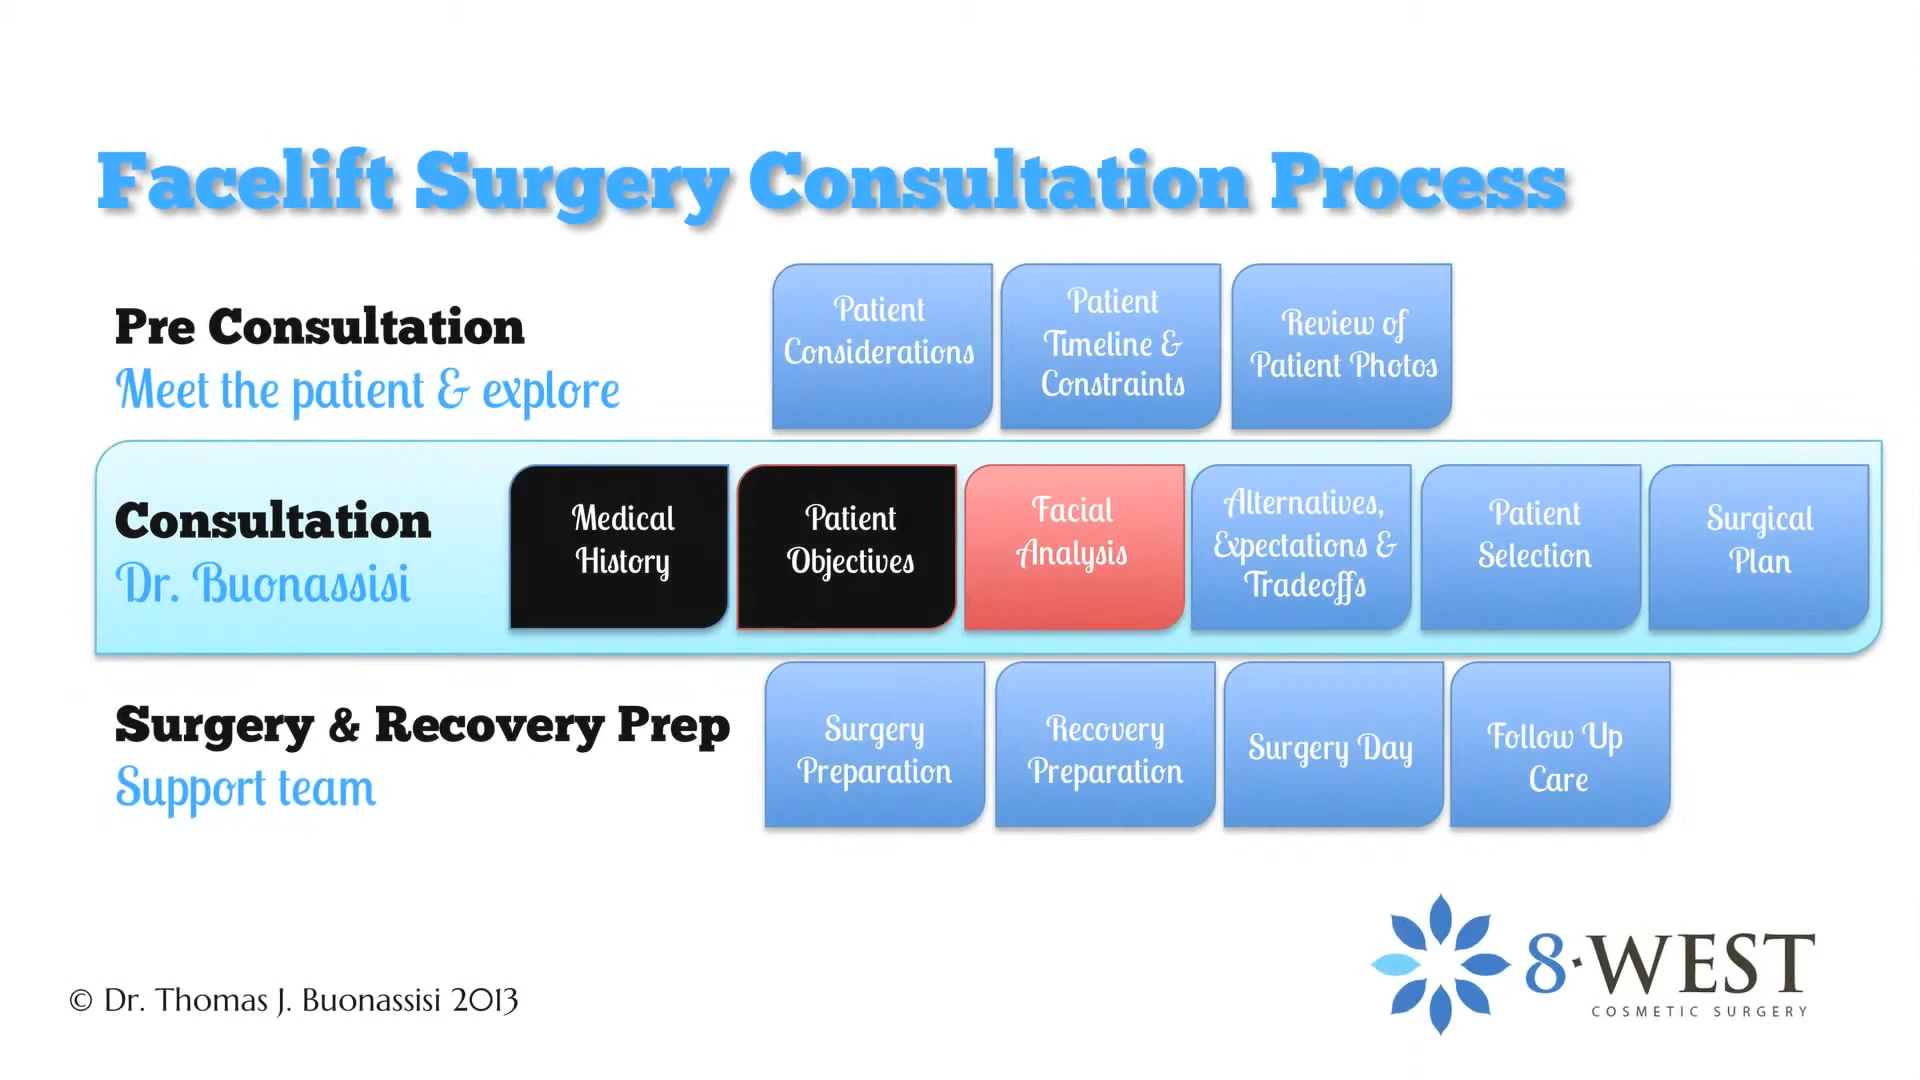 Facelift Surgery Consultation Process
Pre Consultation
Meet the patient & explore
Patient
Considerations
Patient
Timeline &
Constraints
Review of
Patient Photos
Consultation
Dr. Buonassisi
Medical
History
Patient
Objectives
Facial
Analysis
Alternatives,
Expectations &
Tradeoffs
Patient
Selection
Surgical
Plan
Surgery & Recovery Prep
Support team
Surgery
Preparation
Recovery
Preparation
Surgery Day
Follow Up
Care
© Dr. Thomas J. Buonassisi 2013
8·WEST
COSMETIC SURGERY